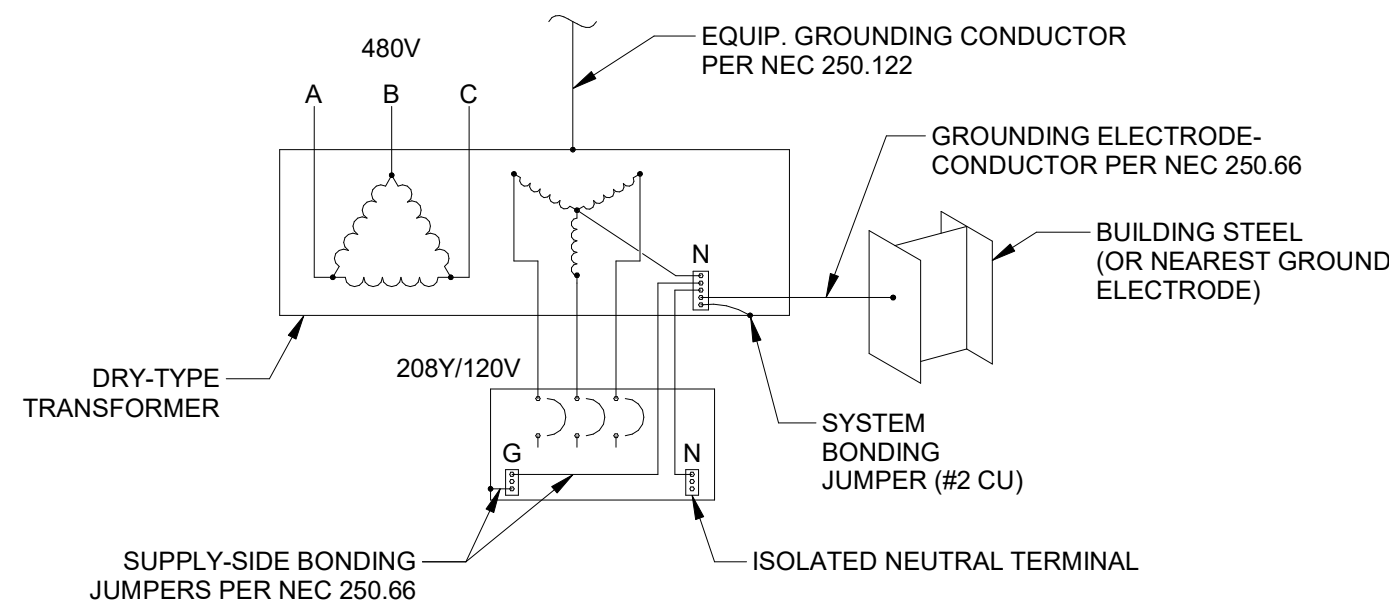 480V
A B C
EQUIP. GROUNDING CONDUCTOR
PER NEC 250.122
GROUNDING ELECTRODE-
CONDUCTOR PER NEC 250.66
BUILDING STEEL
(OR NEAREST GROUND
ELECTRODE)
N
DRY-TYPE
TRANSFORMER
208Y/120V
SYSTEM
BONDING
JUMPER (#2 CU)
G
N
SUPPLY-SIDE BONDING
JUMPERS PER NEC 250.66
ISOLATED NEUTRAL TERMINAL